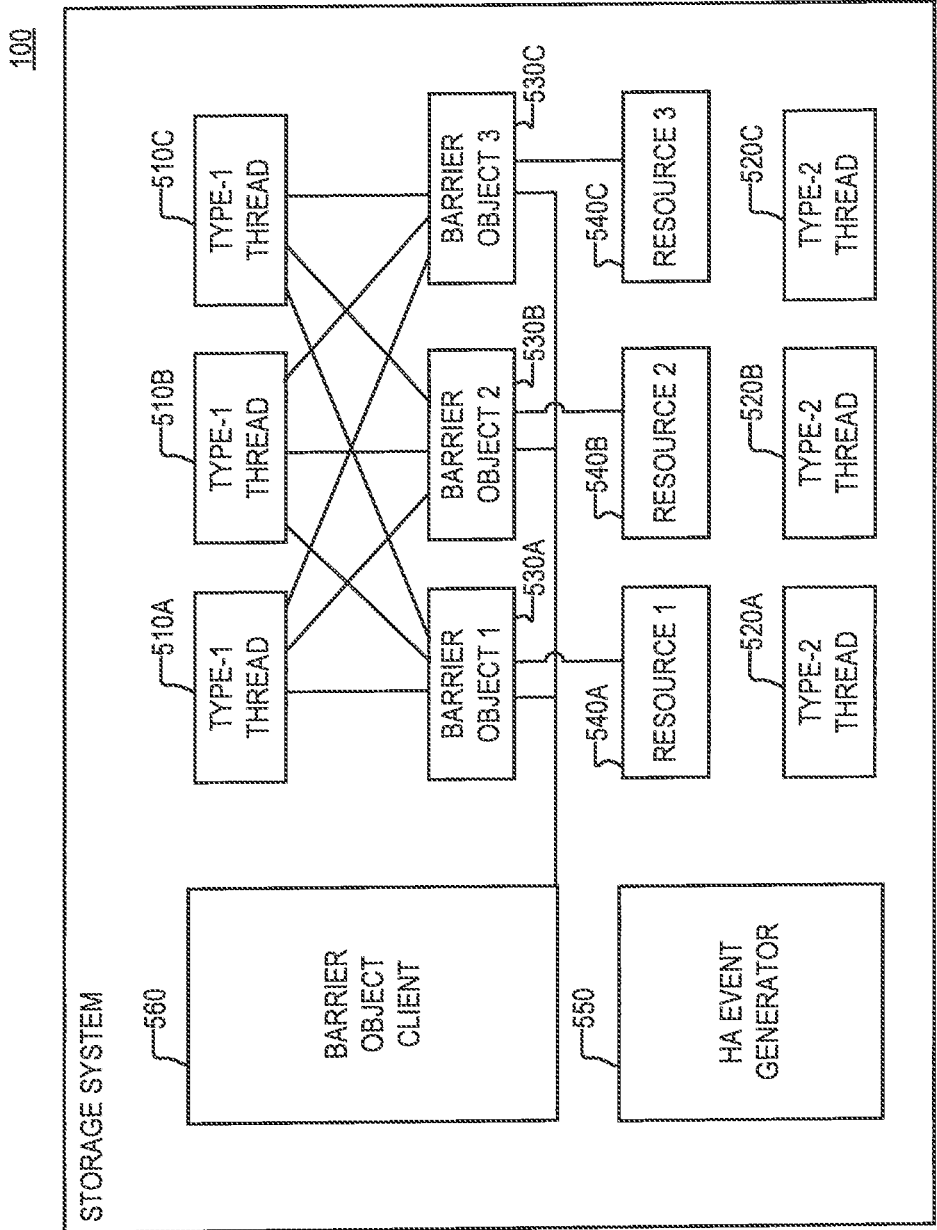 100
STORAGE SYSTEM
560
BARRIER
OBJECT
CLIENT
550
HA EVENT
GENERATOR
510A
TYPE-1
THREAD
510B
TYPE-1
THREAD
510C
TYPE-1
THREAD
BARRIER
OBJECT 1
530A
BARRIER
OBJECT 2
530B
BARRIER
OBJECT 3
530C
540A
RESOURCE 1
540B
RESOURCE 2
540C
RESOURCE 3
520A
TYPE-2
THREAD
520B
TYPE-2
THREAD
520C
TYPE-2
THREAD